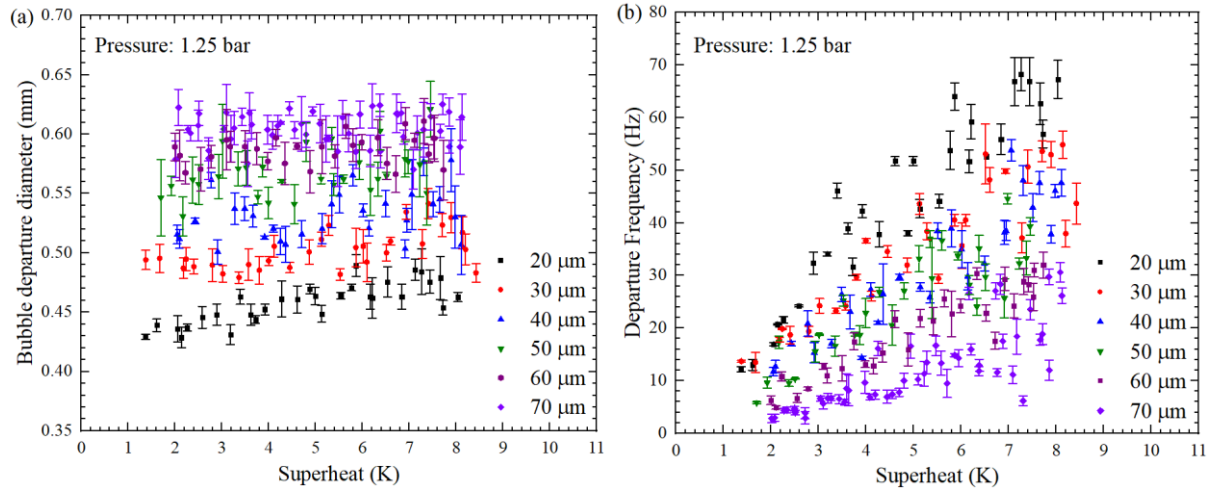 (a)
0.70
0.65
0.60
0.55
0.50
0.45
0.40
0.35
Bubble departure diameter (mm)
Pressure: 1.25 bar
20 μm
30 μm
40 μm
50 μm
60 μm
70 μm
0 1 2 3 4 5 6 7 8 9 10 11
Superheat (K)
(b)
80
70
60
50
40
30
20
10
0
Departure Frequency (Hz)
Pressure: 1.25 bar
20 μm
30 μm
40 μm
50 μm
60 μm
70 μm
0 1 2 3 4 5 6 7 8 9 10 11
Superheat (K)